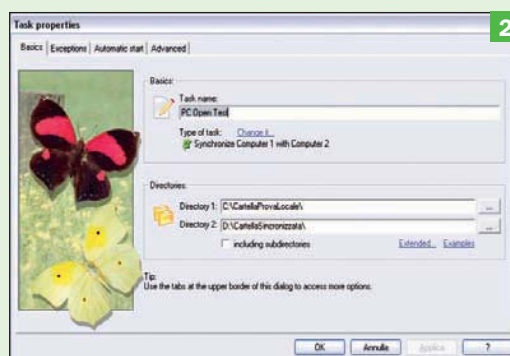 Task properties
2
Basics Exceptions Automatic start Advanced
Basics:
Task name:
PC Open Test
Type of task: Change it...
Synchronize Computer 1 with Computer 2
Directories:
Directory 1: C:\CartellaProvaLocale\
...
Directory 2: D:\CartellaSincronizzata\
...
including subdirectories Extended... Examples
Tip:
Use the tabs at the upper border of this dialog to access more options.
OK Annulla Applica ?